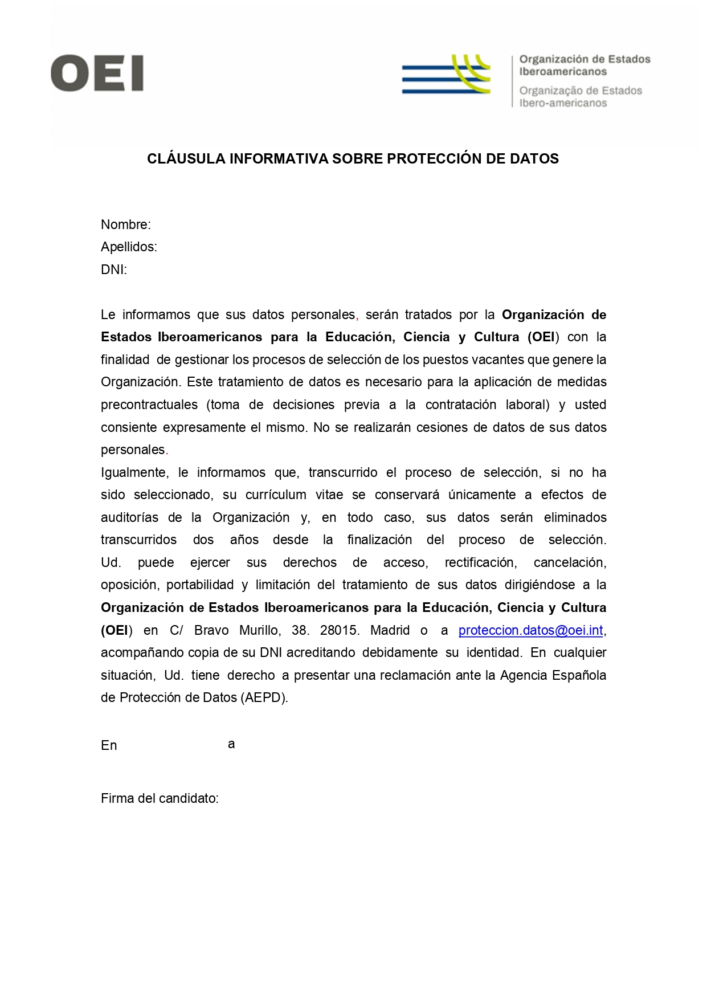 OEI
Organización de Estados
Iberoamericanos
Organização de Estados
Ibero-americanos
CLÁUSULA INFORMATIVA SOBRE PROTECCIÓN DE DATOS
Nombre:
Apellidos:
DNI:
Le informamos que sus datos personales, serán tratados por la Organización de
Estados Iberoamericanos para la Educación, Ciencia y Cultura (OEI) con la
finalidad de gestionar los procesos de selección de los puestos vacantes que genere la
Organización. Este tratamiento de datos es necesario para la aplicación de medidas
precontractuales (toma de decisiones previa a la contratación laboral) y usted
consiente expresamente el mismo. No se realizarán cesiones de datos de sus datos
personales.
Igualmente, le informamos que, transcurrido el proceso de selección, si no ha
sido seleccionado, su currículum vitae se conservará únicamente a efectos de
auditorías de la Organización y, en todo caso, sus datos serán eliminados
transcurridos dos años desde la finalización del proceso de selección.
Ud. puede ejercer sus derechos de acceso, rectificación, cancelación,
oposición, portabilidad y limitación del tratamiento de sus datos dirigiéndose a la
Organización de Estados Iberoamericanos para la Educación, Ciencia y Cultura
(OEI) en C/ Bravo Murillo, 38. 28015. Madrid o a proteccion.datos@oei.int,
acompañando copia de su DNI acreditando debidamente su identidad. En cualquier
situación, Ud. tiene derecho a presentar una reclamación ante la Agencia Española
de Protección de Datos (AEPD).
En a
Firma del candidato: